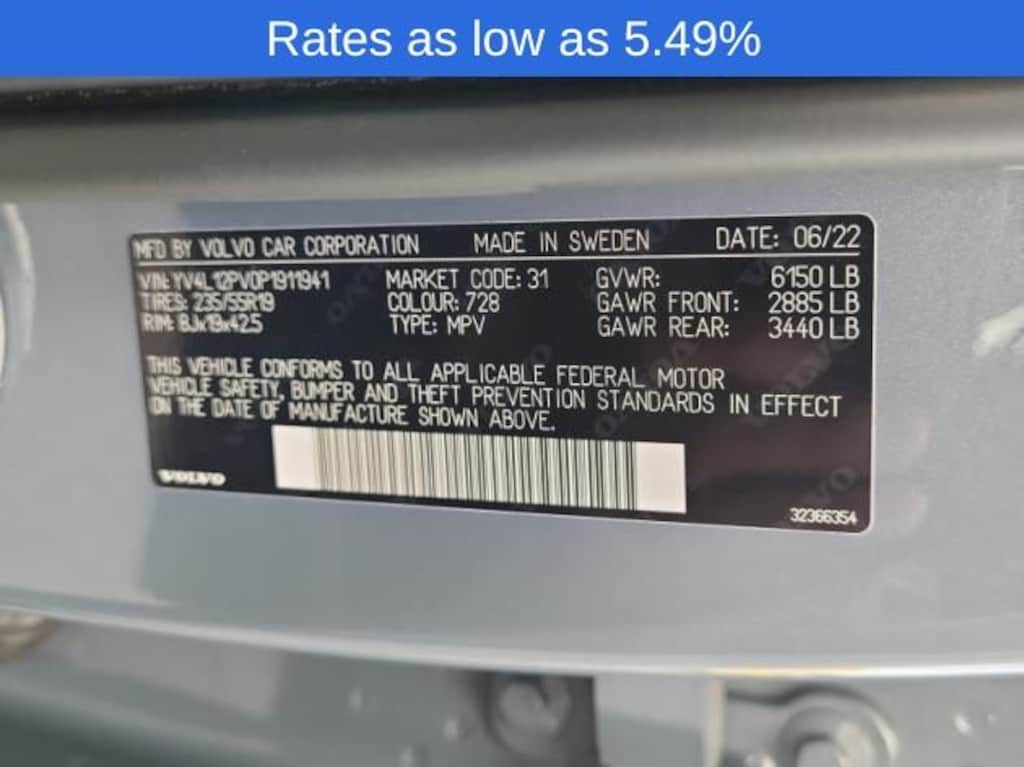 Rates as low as 5.49%
MFD BY VOLVO CAR CORPORATION MADE IN SWEDEN DATE: 06/22
VIN: YV4L12PV0P1911941 MARKET CODE: 31 GVWR: 6150 LB
TIRES: 235/55R19 COLOUR: 728 GAWR FRONT: 2885 LB
RIM: 8Jx19x42.5 TYPE: MPV GAWR REAR: 3440 LB
THIS VEHICLE CONFORMS TO ALL APPLICABLE FEDERAL MOTOR
VEHICLE SAFETY, BUMPER AND THEFT PREVENTION STANDARDS IN EFFECT
ON THE DATE OF MANUFACTURE SHOWN ABOVE.
VOLVO
32366354